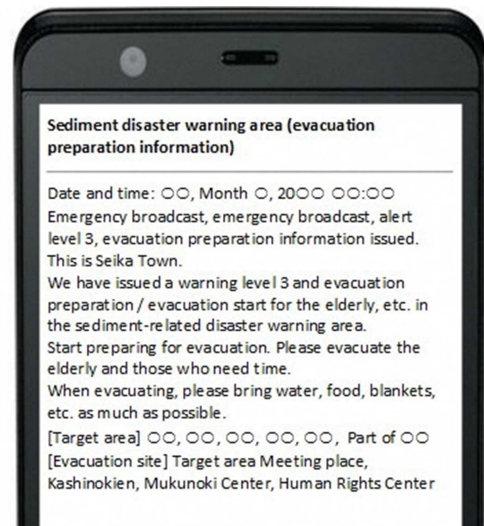 Sediment disaster warning area (evacuation
preparation information)
Date and time: ○○, Month ○, 20○○ ○○:○○
Emergency broadcast, emergency broadcast, alert
level 3, evacuation preparation information issued.
This is Seika Town.
We have issued a warning level 3 and evacuation
preparation / evacuation start for the elderly, etc. in
the sediment-related disaster warning area.
Start preparing for evacuation. Please evacuate the
elderly and those who need time.
When evacuating, please bring water, food, blankets,
etc. as much as possible.
[Target area] ○○, ○○, ○○, ○○, ○○, Part of ○○
[Evacuation site] Target area Meeting place,
Kashinokien, Mukunoki Center, Human Rights Center